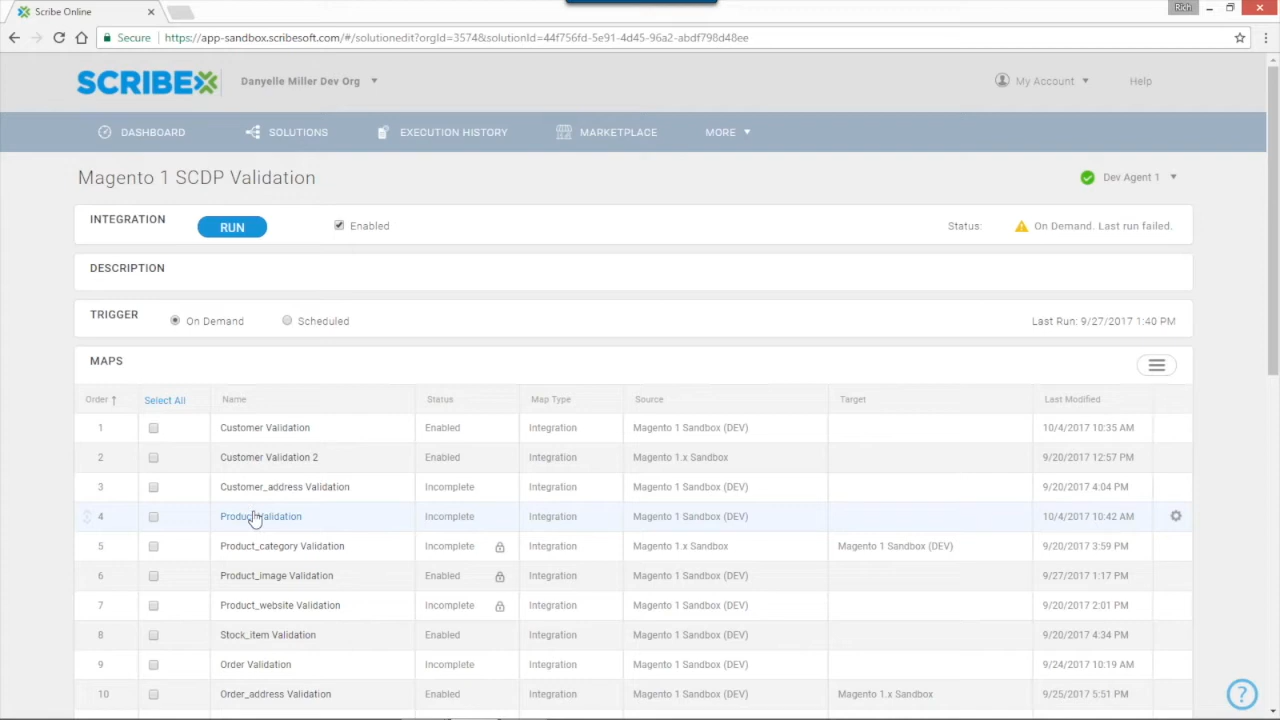 Scribe Online
Rich
Secure https://app-sandbox.scribesoft.com/#/solutionedit?orgId=3574&solutionId=44f756fd-5e91-4d45-96a2-abdf798d48ee
SCRIBE Danyelle Miller Dev Org My Account Help
DASHBOARD SOLUTIONS EXECUTION HISTORY MARKETPLACE MORE
Magento 1 SCDP Validation Dev Agent 1
INTEGRATION RUN Enabled Status: On Demand. Last run failed.
DESCRIPTION
TRIGGER On Demand Scheduled Last Run: 9/27/2017 1:40 PM
MAPS
Order Select All Name Status Map Type Source Target Last Modified
1 Customer Validation Enabled Integration Magento 1 Sandbox (DEV) 10/4/2017 10:35 AM
2 Customer Validation 2 Enabled Integration Magento 1.x Sandbox 9/20/2017 12:57 PM
3 Customer_address Validation Incomplete Integration Magento 1 Sandbox (DEV) 9/20/2017 4:04 PM
4 Product Validation Incomplete Integration Magento 1 Sandbox (DEV) 10/4/2017 10:42 AM
5 Product_category Validation Incomplete Integration Magento 1.x Sandbox Magento 1 Sandbox (DEV) 9/20/2017 3:59 PM
6 Product_image Validation Enabled Integration Magento 1 Sandbox (DEV) 9/27/2017 1:17 PM
7 Product_website Validation Incomplete Integration Magento 1 Sandbox (DEV) 9/20/2017 2:01 PM
8 Stock_item Validation Enabled Integration Magento 1 Sandbox (DEV) 9/20/2017 4:34 PM
9 Order Validation Incomplete Integration Magento 1 Sandbox (DEV) 9/24/2017 10:19 AM
10 Order_address Validation Enabled Integration Magento 1 Sandbox (DEV) Magento 1.x Sandbox 9/25/2017 5:51 PM
?